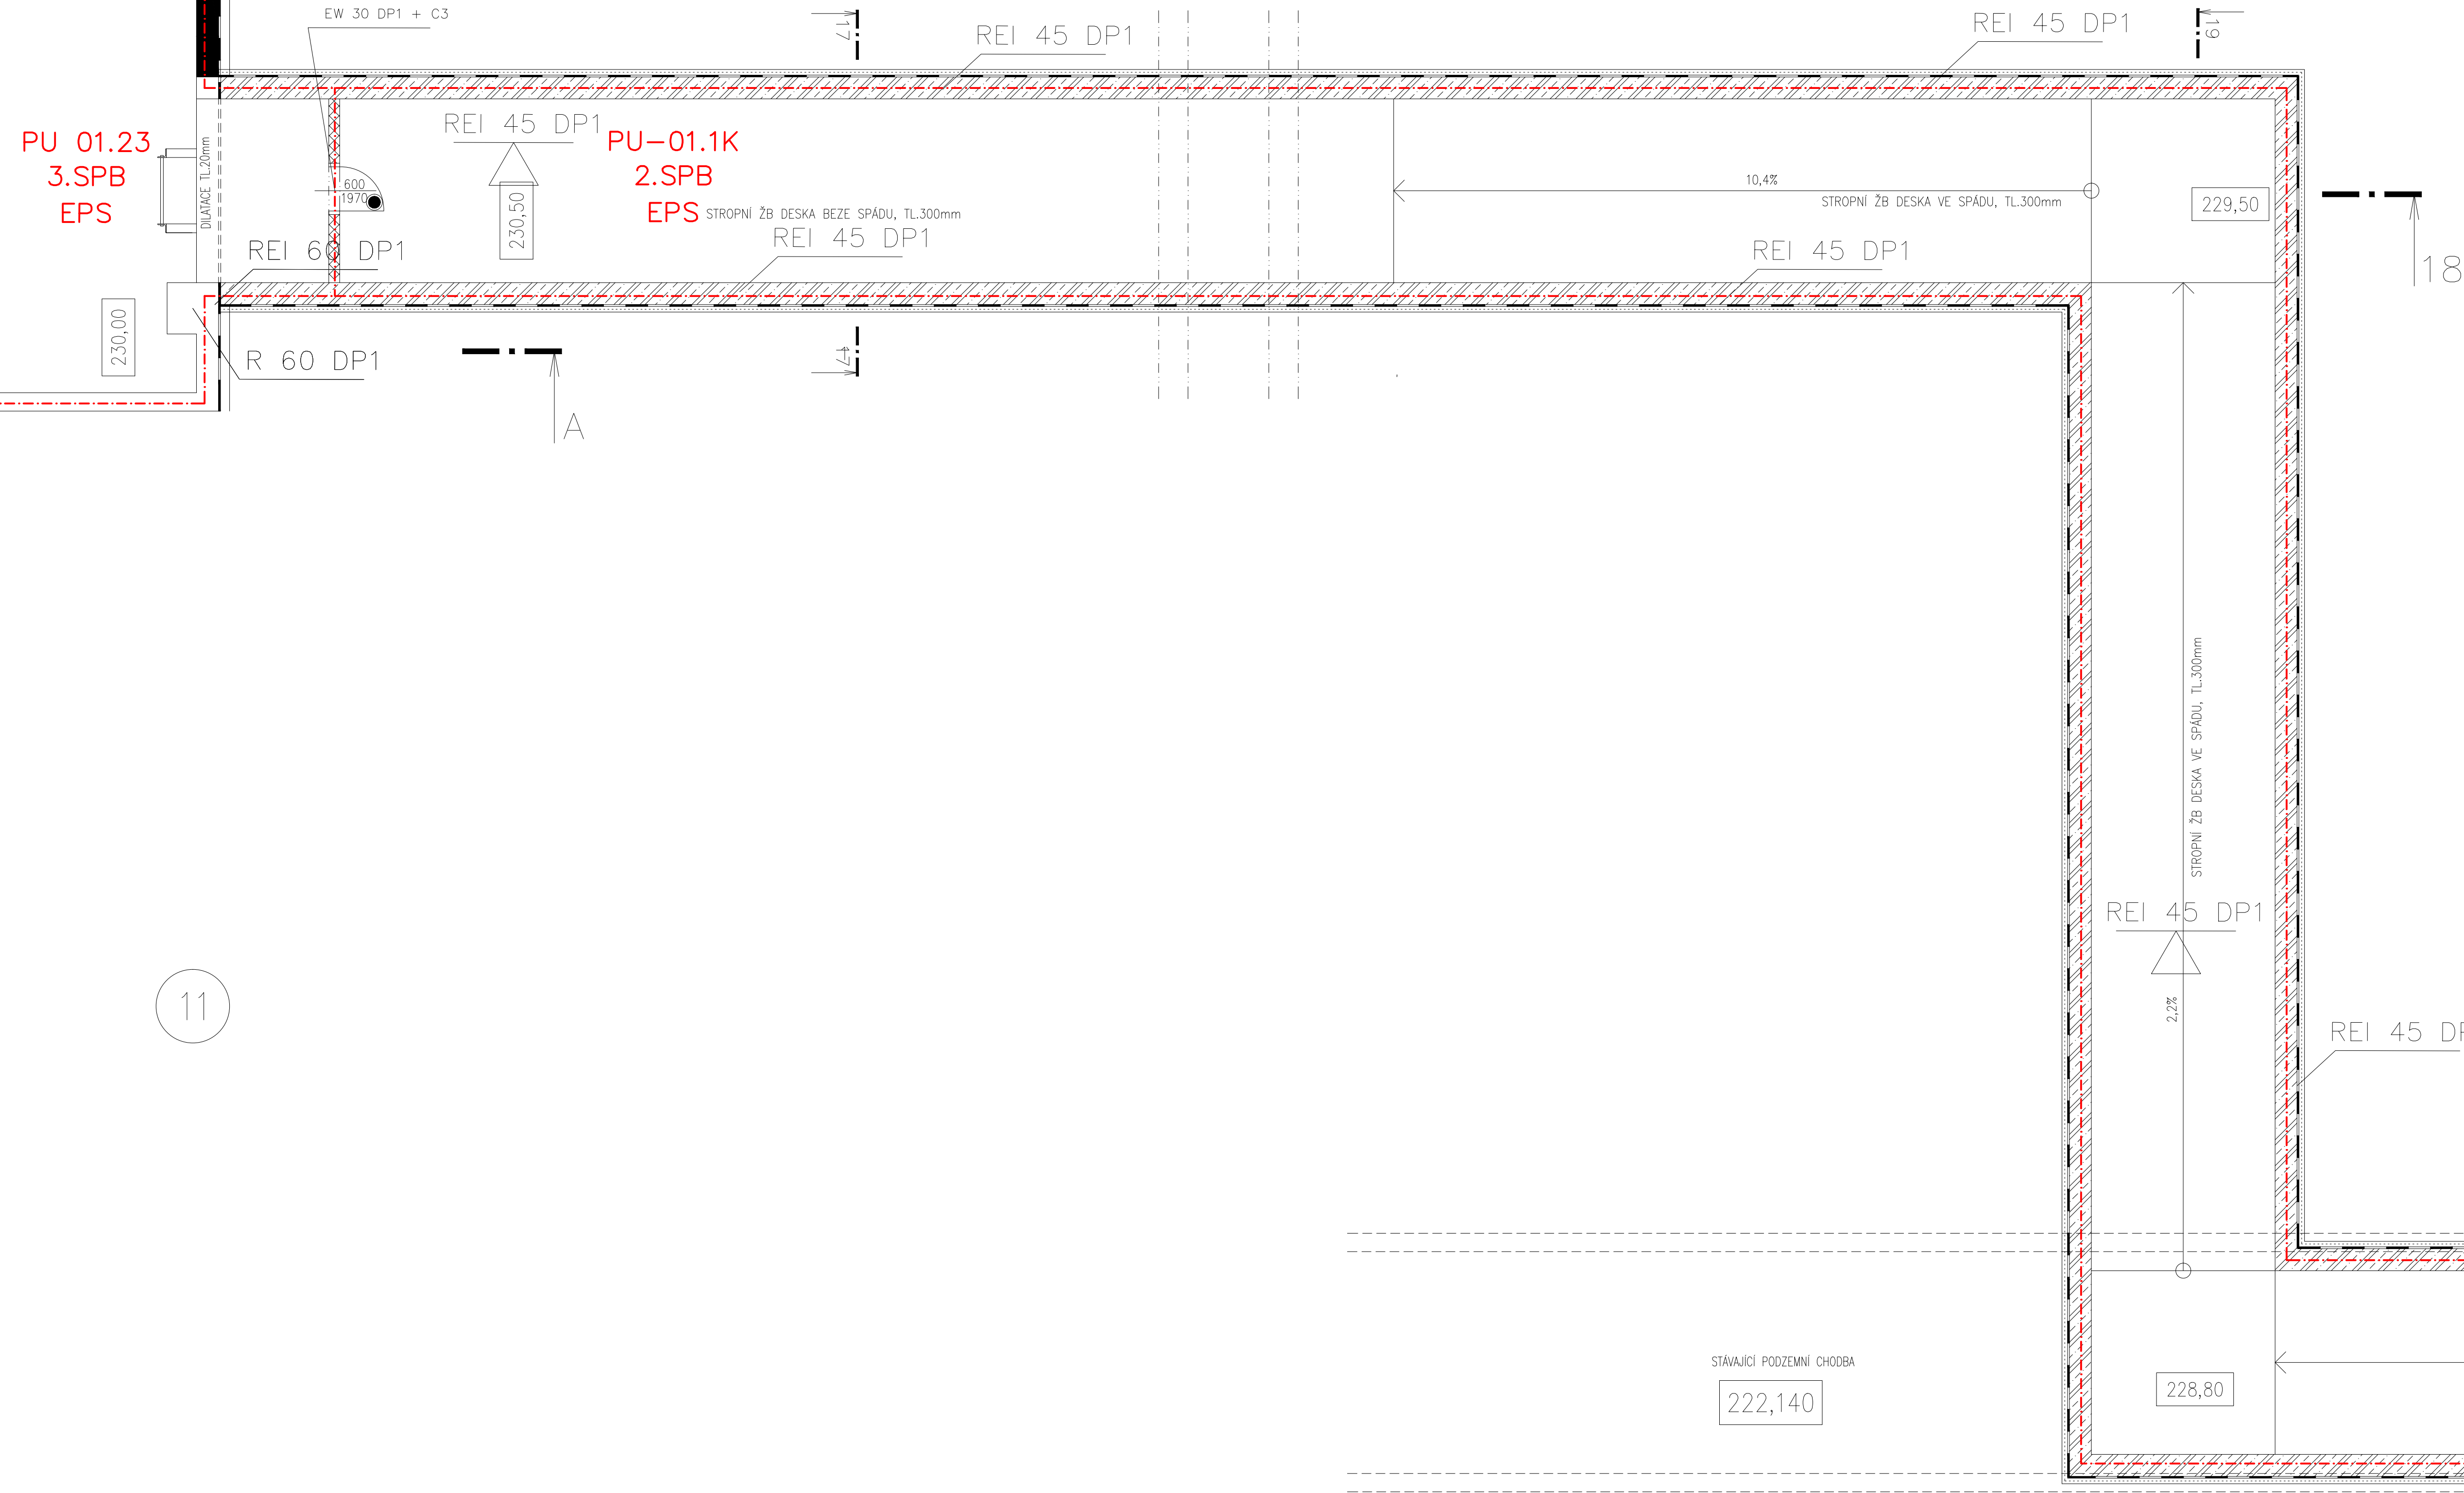 EW 30 DP1 + C3
17
REI 45 DP1
REI 45 DP1
19
PU 01.23
3.SPB
EPS
DILATACE TL.20mm
REI 45 DP1
230,50
600
1970
PU-01.1K
2.SPB
EPS
STROPNÍ ŽB DESKA BEZE SPÁDU, TL.300mm
REI 45 DP1
10,4%
STROPNÍ ŽB DESKA VE SPÁDU, TL.300mm
229,50
REI 60 DP1
REI 45 DP1
18
230,00
R 60 DP1
17
A
STROPNÍ ŽB DESKA VE SPÁDU, TL.300mm
REI 45 DP1
2,2%
11
REI 45 DP
STÁVAJÍCÍ PODZEMNÍ CHODBA
222,140
228,80